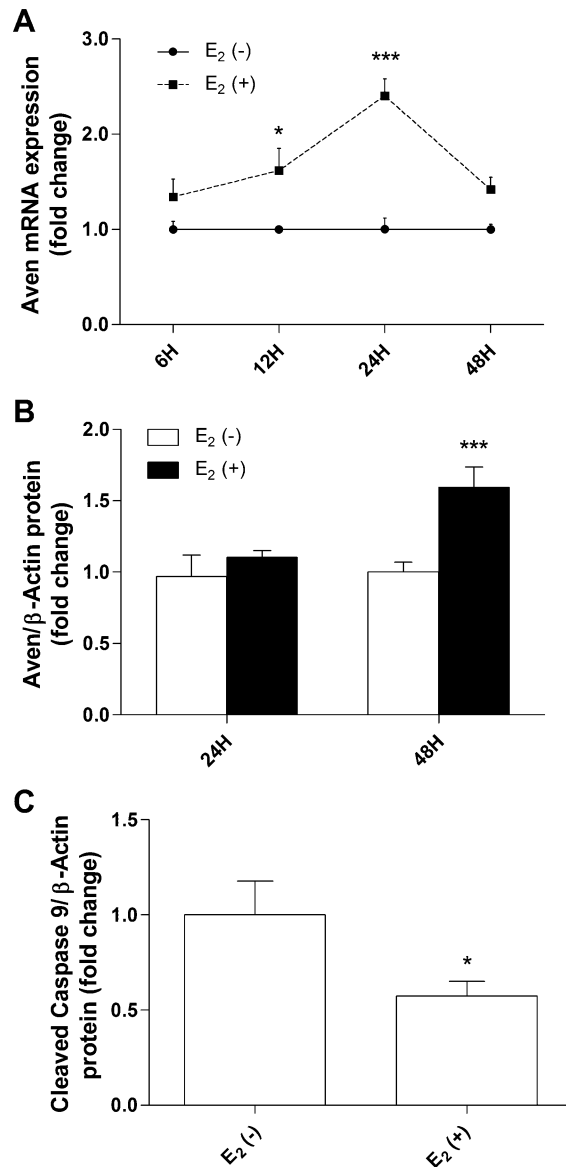 A
Aven mRNA expression
(fold change)
3.0
2.0
1.0
0.0
E₂ (-)
E₂ (+)
*
***
6H
12H
24H
48H
B
Aven/β-Actin protein
(fold change)
2.0
1.5
1.0
0.5
0.0
E₂ (-)
E₂ (+)
***
24H
48H
C
Cleaved Caspase 9/β-Actin
protein (fold change)
1.5
1.0
0.5
0.0
*
E₂ (-)
E₂ (+)